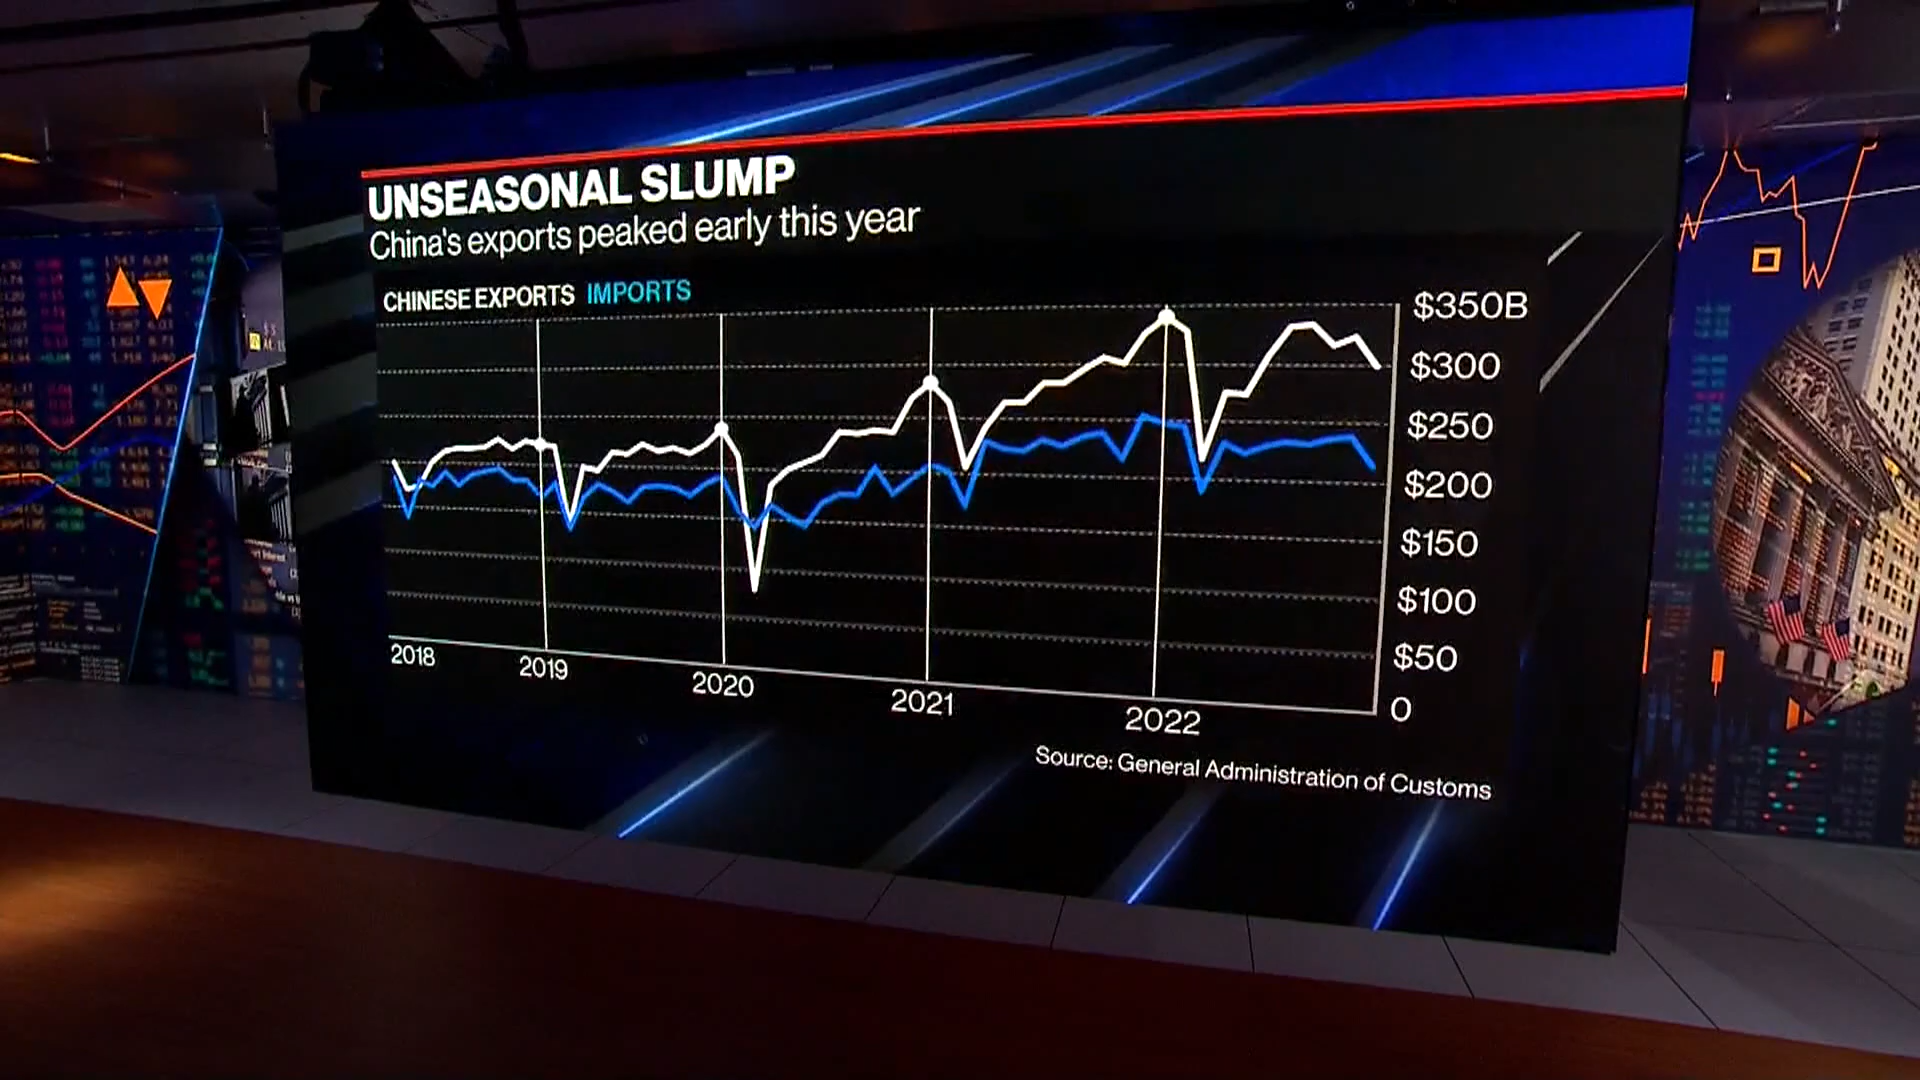 UNSEASONAL SLUMP
China's exports peaked early this year
CHINESE EXPORTS IMPORTS
$350B
$300
$250
$200
$150
$100
$50
0
2018
2019
2020
2021
2022
Source: General Administration of Customs